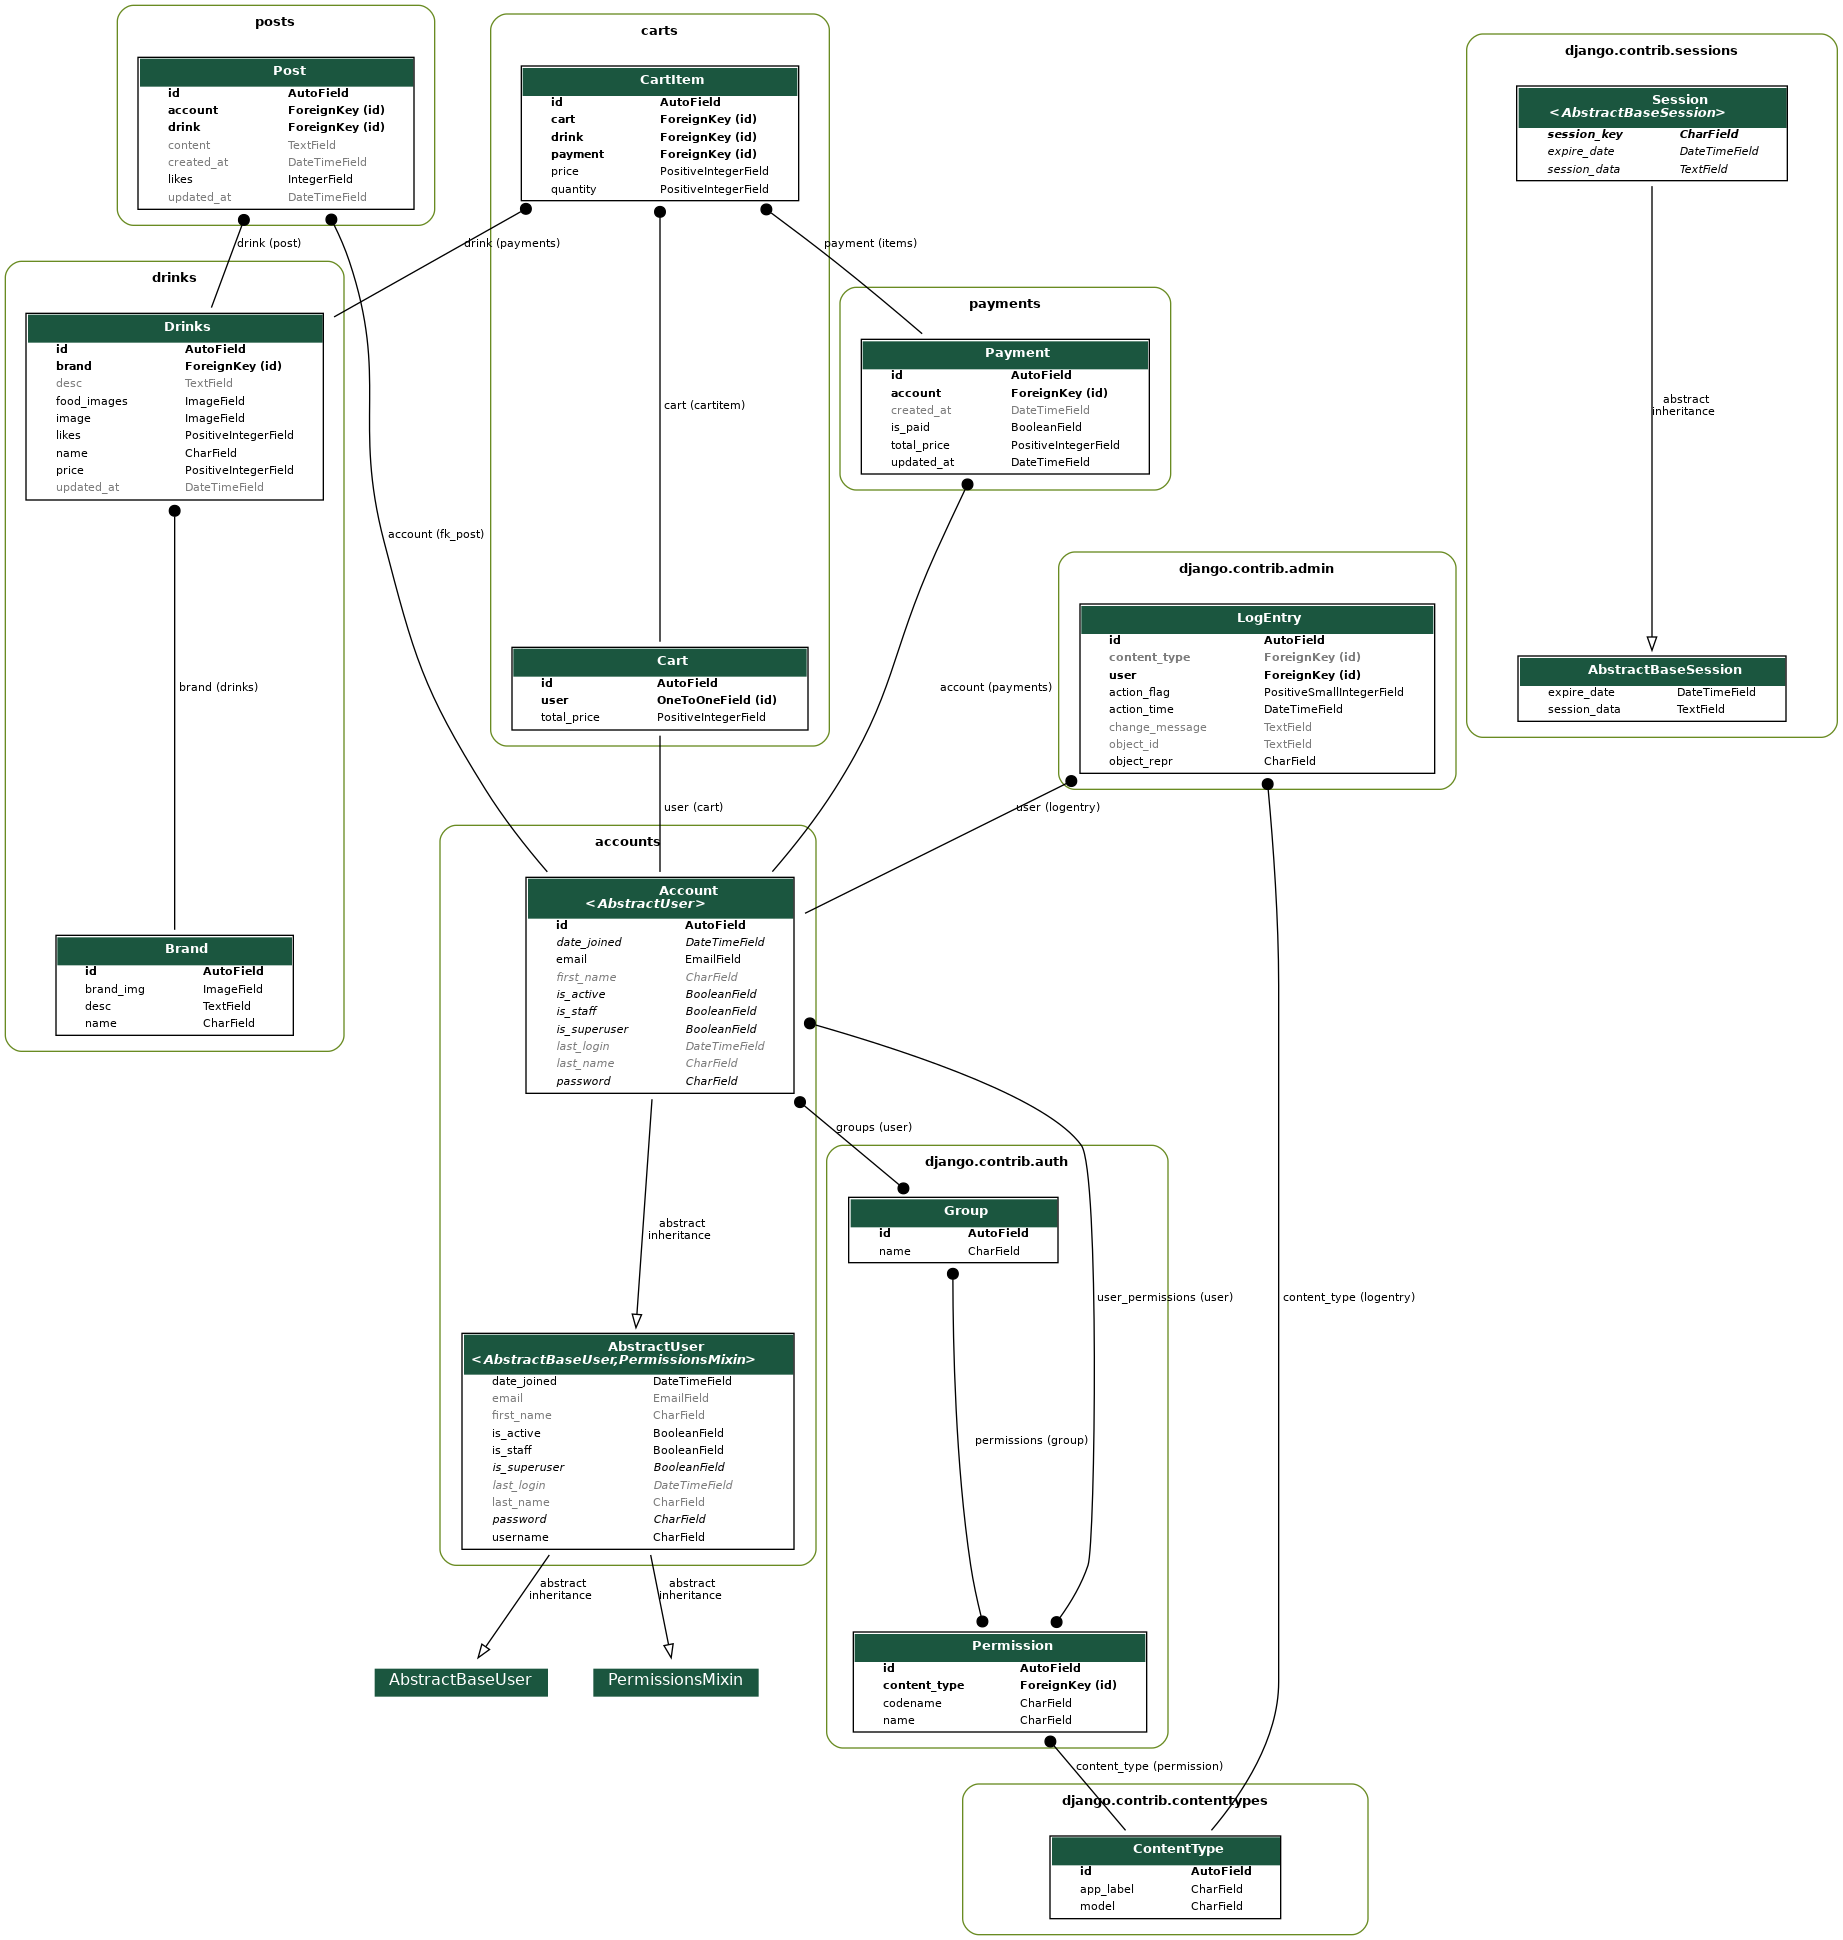 posts
Post
id AutoField
account ForeignKey (id)
drink ForeignKey (id)
content TextField
created_at DateTimeField
likes IntegerField
updated_at DateTimeField
carts
CartItem
id AutoField
cart ForeignKey (id)
drink ForeignKey (id)
payment ForeignKey (id)
price PositiveIntegerField
quantity PositiveIntegerField
django.contrib.sessions
Session
<AbstractBaseSession>
session_key CharField
expire_date DateTimeField
session_data TextField
drink (post)
drink (payments)
payment (items)
drinks
Drinks
id AutoField
brand ForeignKey (id)
desc TextField
food_images ImageField
image ImageField
likes PositiveIntegerField
name CharField
price PositiveIntegerField
updated_at DateTimeField
payments
Payment
id AutoField
account ForeignKey (id)
created_at DateTimeField
is_paid BooleanField
total_price PositiveIntegerField
updated_at DateTimeField
cart (cartitem)
abstract
inheritance
account (fk_post)
django.contrib.admin
LogEntry
id AutoField
content_type ForeignKey (id)
user ForeignKey (id)
action_flag PositiveSmallIntegerField
action_time DateTimeField
change_message TextField
object_id TextField
object_repr CharField
Cart
id AutoField
user OneToOneField (id)
total_price PositiveIntegerField
AbstractBaseSession
expire_date DateTimeField
session_data TextField
brand (drinks)
account (payments)
user (cart)
user (logentry)
accounts
Account
<AbstractUser>
id AutoField
date_joined DateTimeField
email EmailField
first_name CharField
is_active BooleanField
is_staff BooleanField
is_superuser BooleanField
last_login DateTimeField
last_name CharField
password CharField
Brand
id AutoField
brand_img ImageField
desc TextField
name CharField
groups (user)
django.contrib.auth
Group
id AutoField
name CharField
abstract
inheritance
user_permissions (user)
content_type (logentry)
AbstractUser
<AbstractBaseUser,PermissionsMixin>
date_joined DateTimeField
email EmailField
first_name CharField
is_active BooleanField
is_staff BooleanField
is_superuser BooleanField
last_login DateTimeField
last_name CharField
password CharField
username CharField
permissions (group)
abstract
inheritance
abstract
inheritance
AbstractBaseUser
PermissionsMixin
Permission
id AutoField
content_type ForeignKey (id)
codename CharField
name CharField
content_type (permission)
django.contrib.contenttypes
ContentType
id AutoField
app_label CharField
model CharField